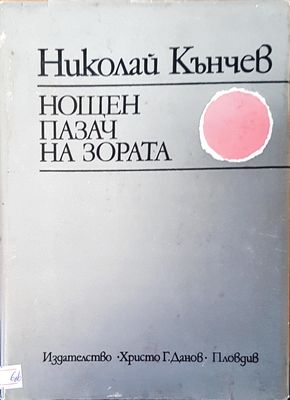 Николай Кънчев
НОЩЕН
ПАЗАЧ
НА ЗОРАТА
Издателство · Христо Г. Данов · Пловдив